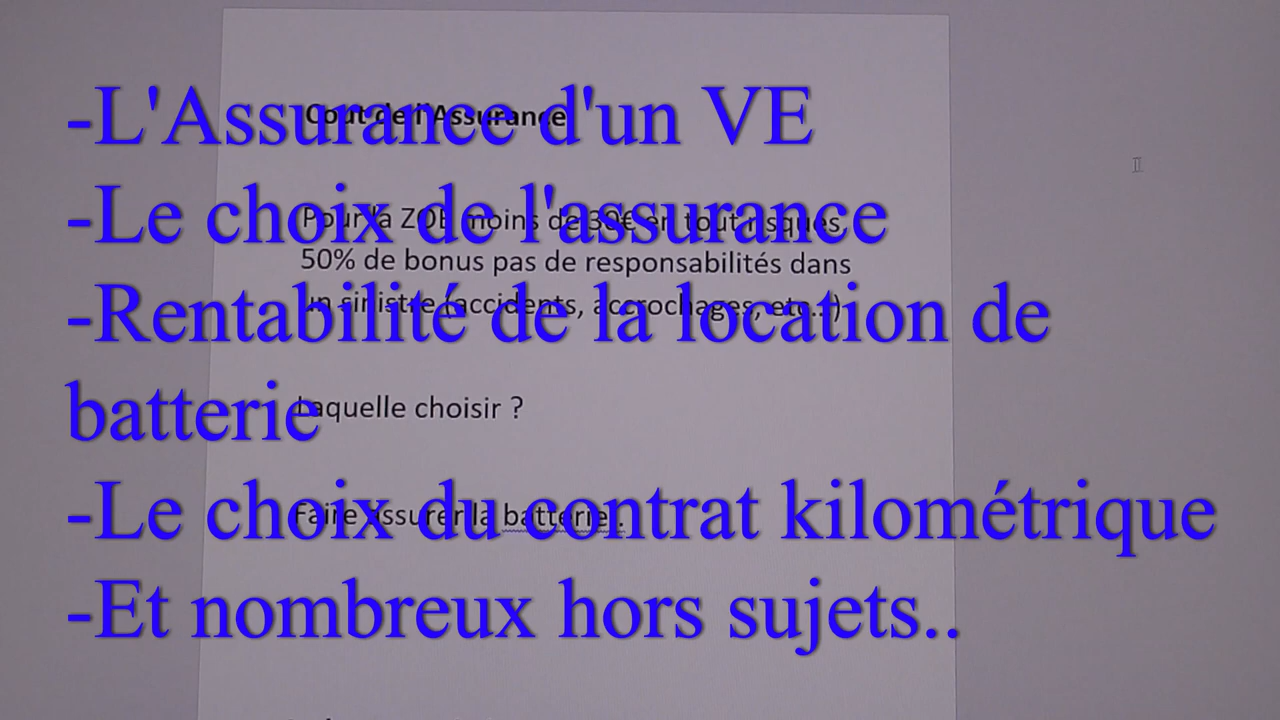 -L'Assurance d'un VE
Cout de l'Assurance
-Le choix de l'assurance
Pour la ZOE moins de 30€ en tout risques,
50% de bonus pas de responsabilités dans
un sinistre (accidents, accrochages, etc..)
-Rentabilité de la location de
batterie
Laquelle choisir ?
-Le choix du contrat kilométrique
Faire assurer la batterie .
-Et nombreux hors sujets..